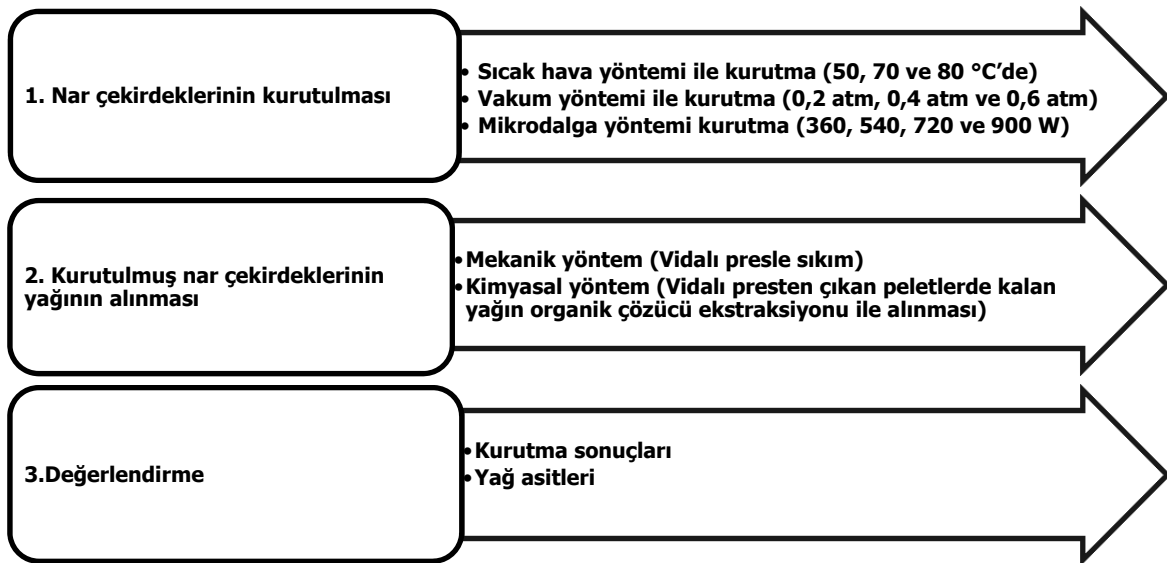 1. Nar çekirdeklerinin kurutulması
• Sıcak hava yöntemi ile kurutma (50, 70 ve 80 °C’de)
• Vakum yöntemi ile kurutma (0,2 atm, 0,4 atm ve 0,6 atm)
• Mikrodalga yöntemi kurutma (360, 540, 720 ve 900 W)
2. Kurutulmuş nar çekirdeklerinin
yağının alınması
•Mekanik yöntem (Vidalı presle sıkım)
•Kimyasal yöntem (Vidalı presten çıkan peletlerde kalan
yağın organik çözücü ekstraksiyonu ile alınması)
3.Değerlendirme
•Kurutma sonuçları
•Yağ asitleri